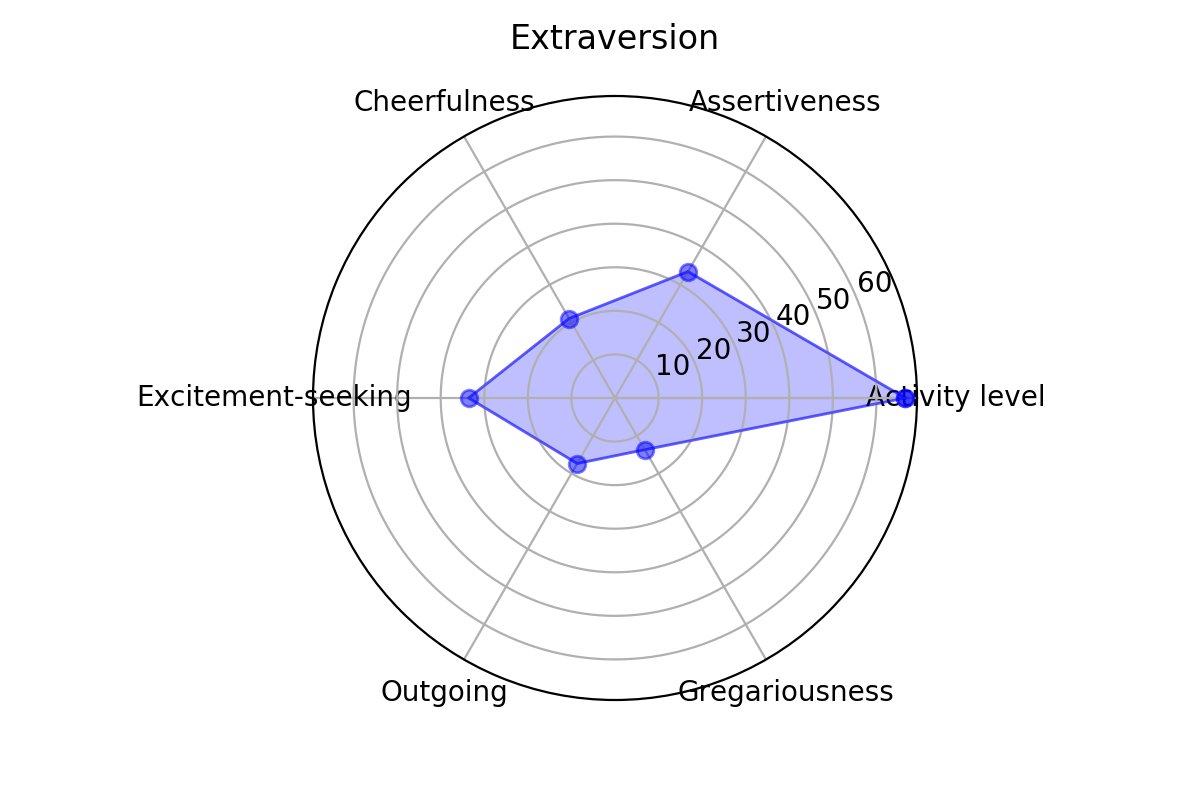 Extraversion
Cheerfulness
Assertiveness
60
50
40
30
20
10
Excitement-seeking
Activity level
Outgoing
Gregariousness